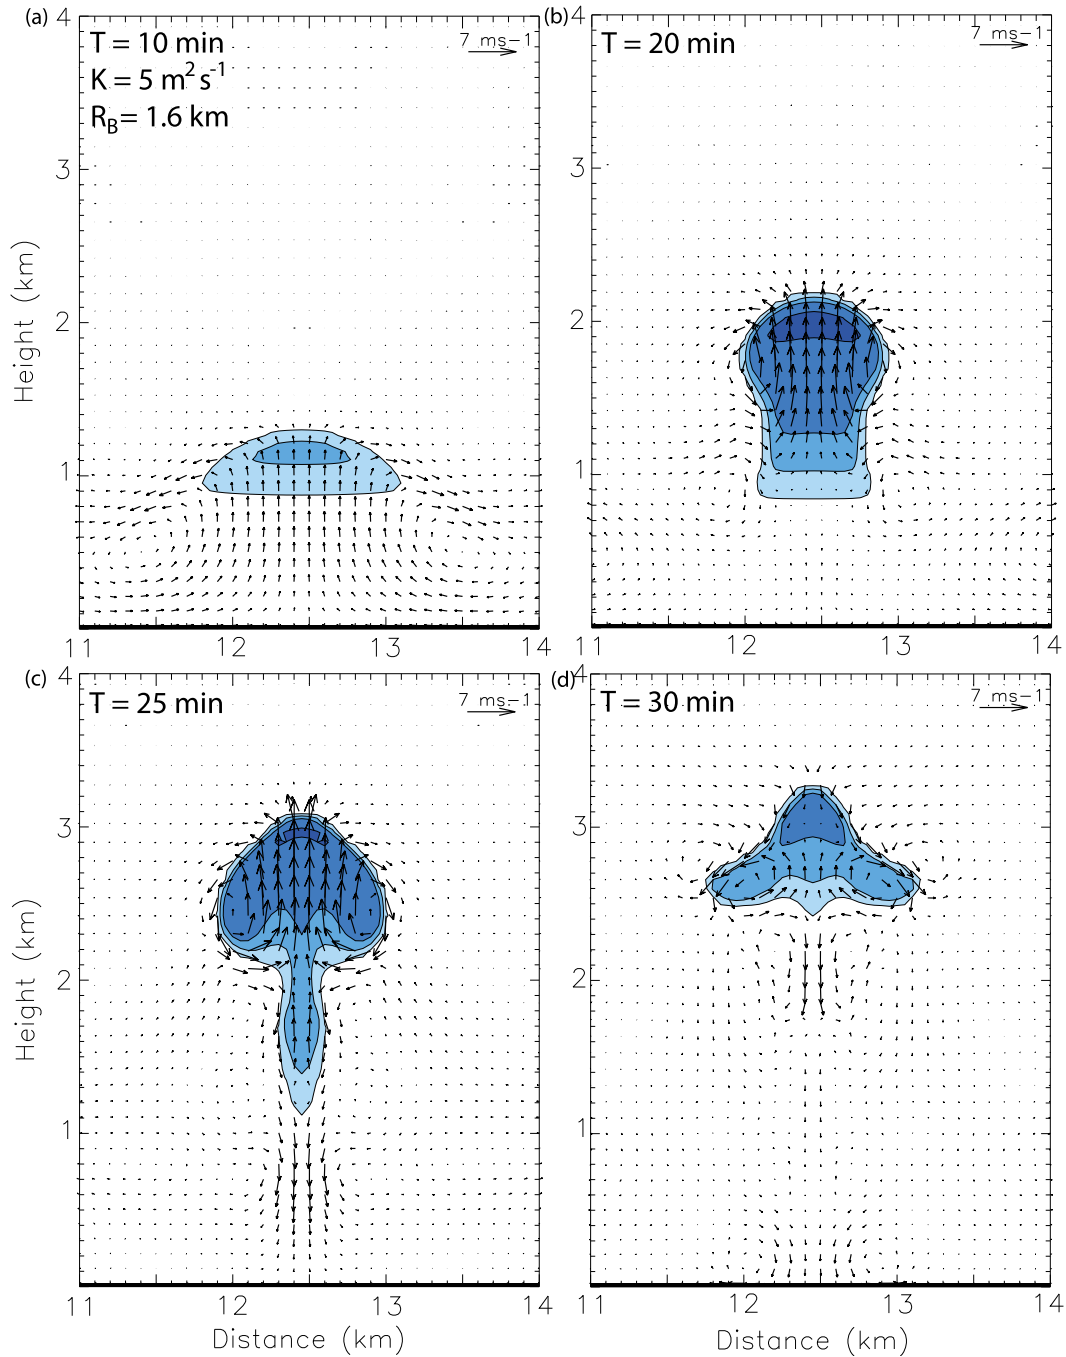 (a)
4
T = 10 min
7 ms-1
K = 5 m² s⁻¹
R_B = 1.6 km
3
2
1
Height (km)
11 12 13 14
(b)
4
T = 20 min
7 ms-1
3
2
1
11 12 13 14
(c)
4
T = 25 min
7 ms-1
3
2
1
Height (km)
11 12 13 14
Distance (km)
(d)
4
T = 30 min
7 ms-1
3
2
1
11 12 13 14
Distance (km)